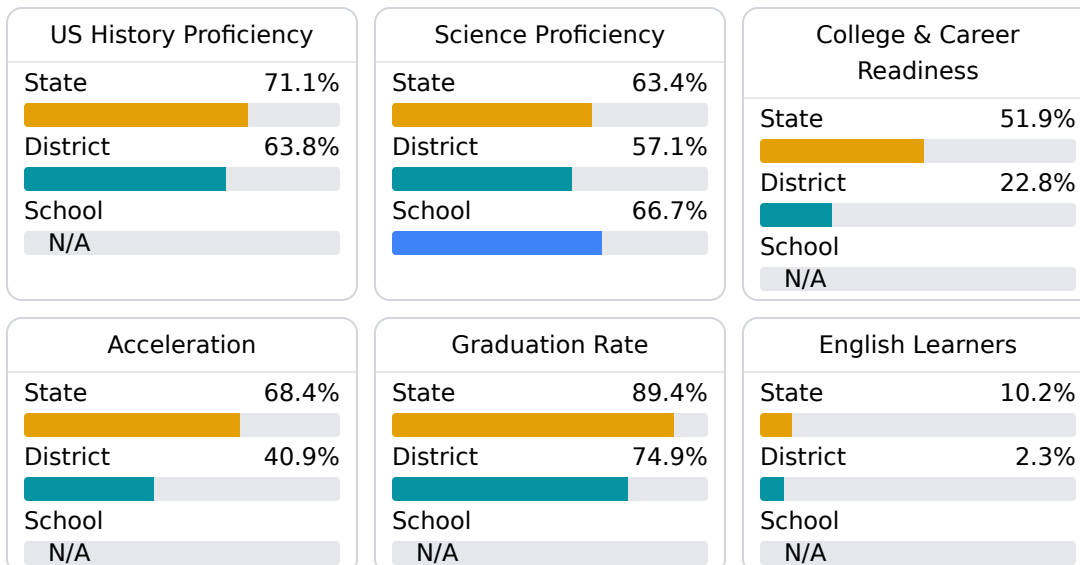 US History Proficiency
State 71.1%
District 63.8%
School
N/A
Science Proficiency
State 63.4%
District 57.1%
School 66.7%
College & Career
Readiness
State 51.9%
District 22.8%
School
N/A
Acceleration
State 68.4%
District 40.9%
School
N/A
Graduation Rate
State 89.4%
District 74.9%
School
N/A
English Learners
State 10.2%
District 2.3%
School
N/A